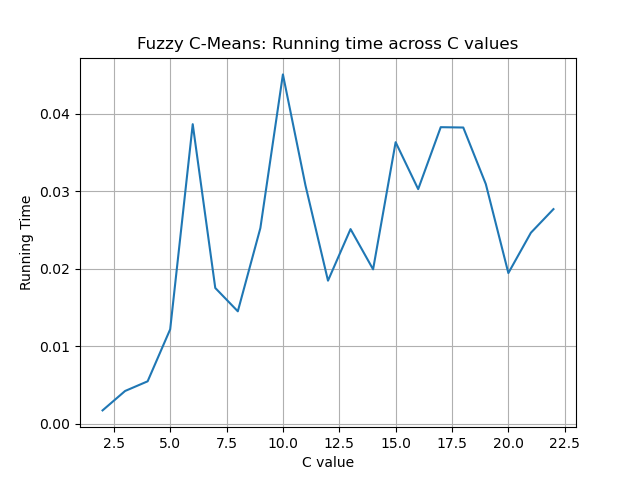 Fuzzy C-Means: Running time across C values
Running Time
0.04
0.03
0.02
0.01
0.00
2.5 5.0 7.5 10.0 12.5 15.0 17.5 20.0 22.5
C value